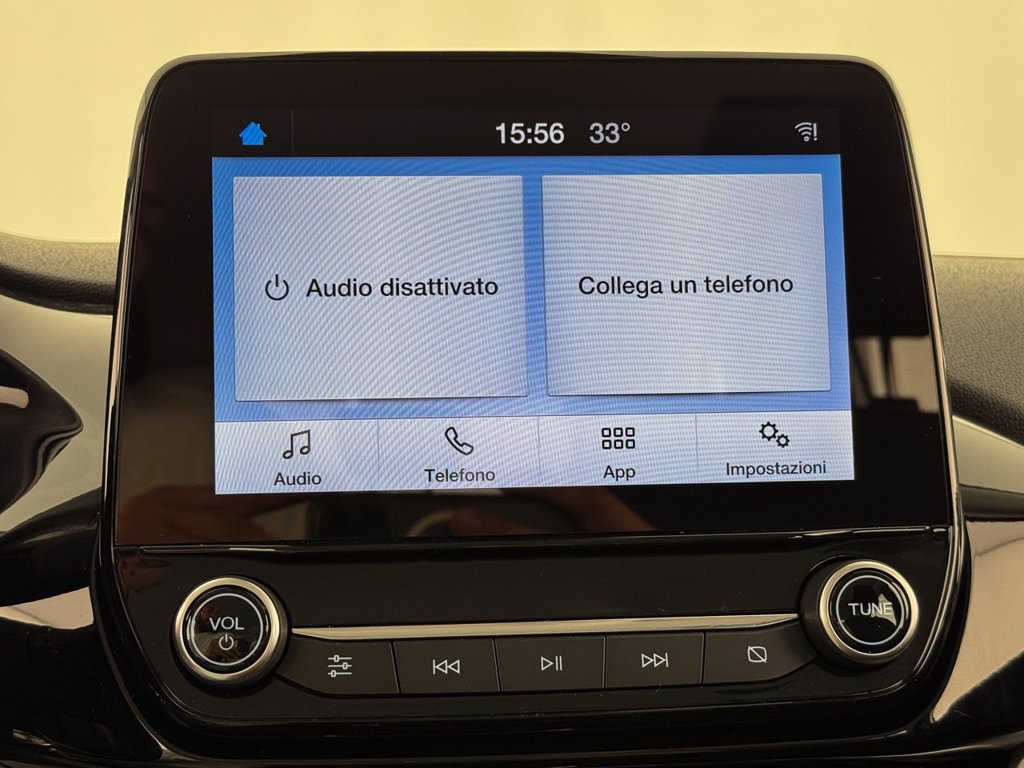 15:56 33°
Audio disattivato
Collega un telefono
Audio
Telefono
App
Impostazioni
VOL
TUNE